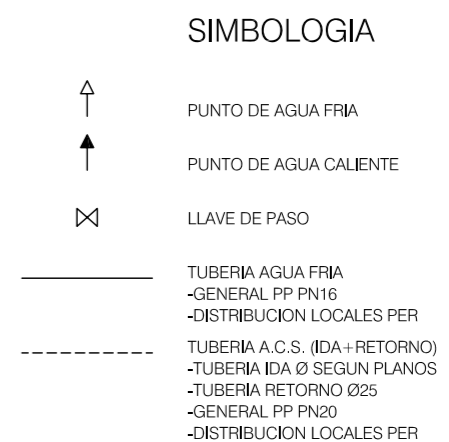 SIMBOLOGIA
PUNTO DE AGUA FRIA
PUNTO DE AGUA CALIENTE
LLAVE DE PASO
TUBERIA AGUA FRIA
-GENERAL PP PN16
-DISTRIBUCION LOCALES PER
TUBERIA A.C.S. (IDA+RETORNO)
-TUBERIA IDA Ø SEGUN PLANOS
-TUBERIA RETORNO Ø25
-GENERAL PP PN20
-DISTRIBUCION LOCALES PER